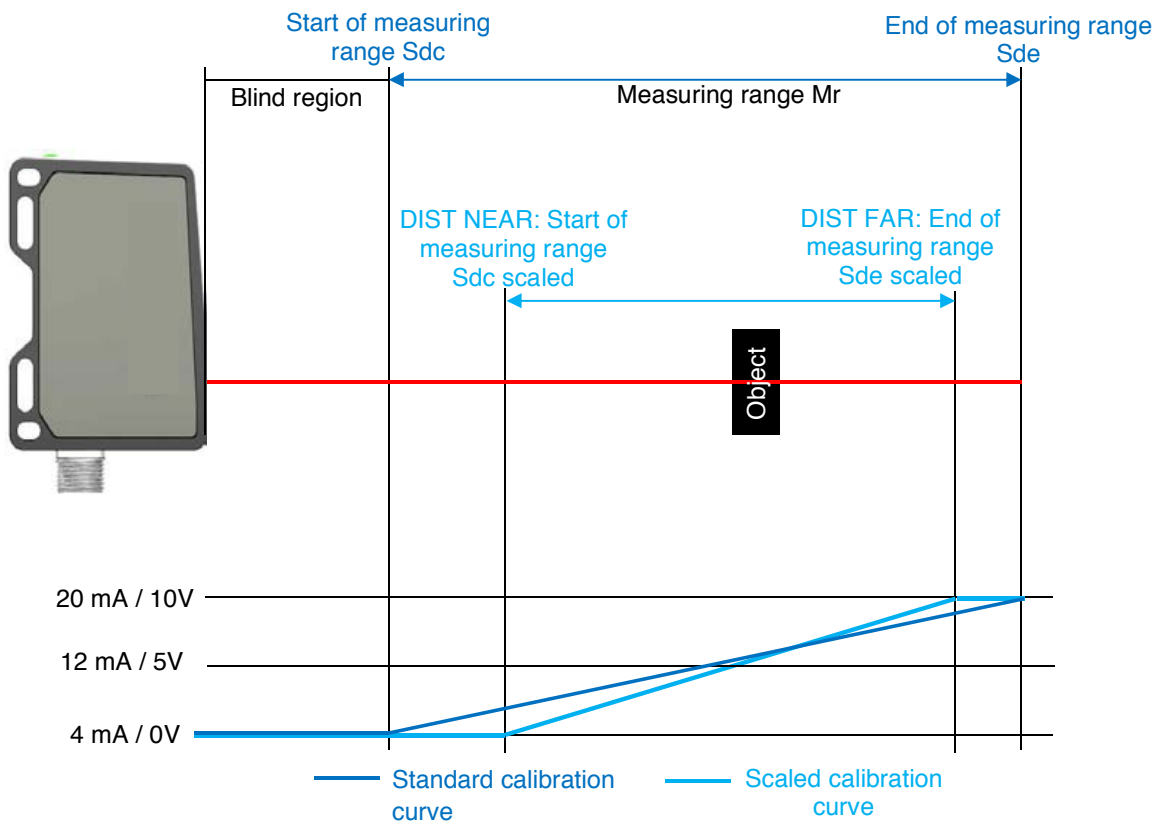 Start of measuring
range Sdc
End of measuring range
Sde
Blind region
Measuring range Mr
DIST NEAR: Start of
measuring range
Sdc scaled
DIST FAR: End of
measuring range
Sde scaled
Object
20 mA / 10V
12 mA / 5V
4 mA / 0V
Standard calibration
curve
Scaled calibration
curve